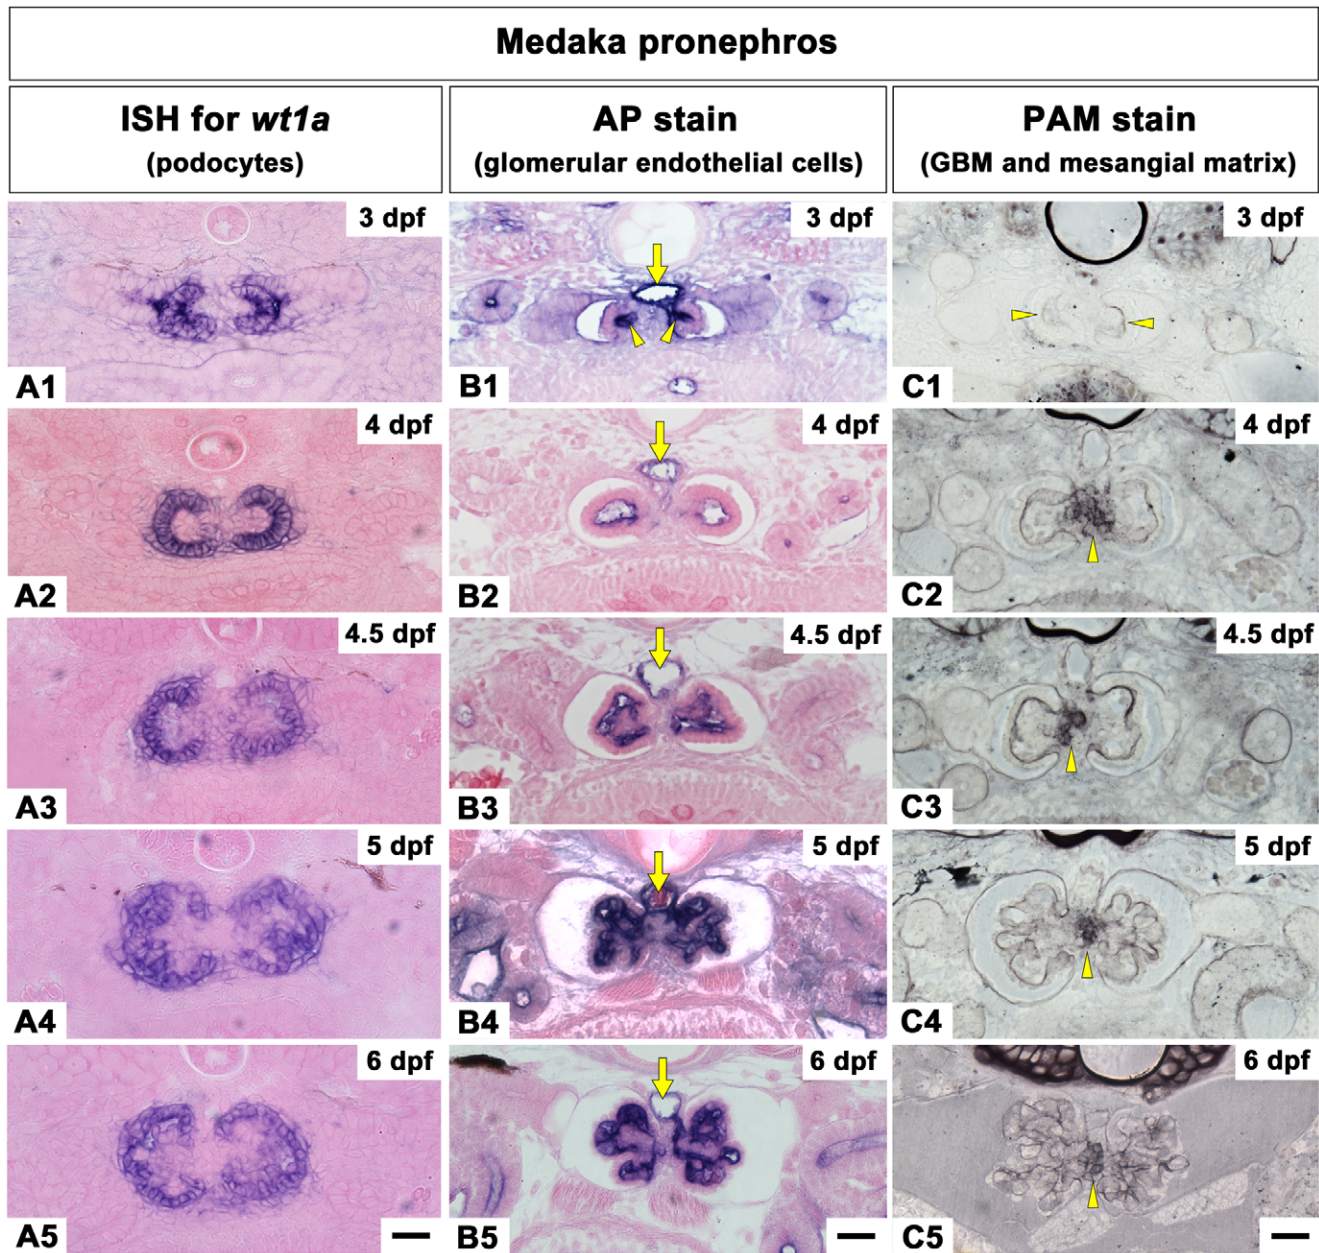 Medaka pronephros
ISH for wt1a
(podocytes)
AP stain
(glomerular endothelial cells)
PAM stain
(GBM and mesangial matrix)
3 dpf
A1
3 dpf
B1
3 dpf
C1
4 dpf
A2
4 dpf
B2
4 dpf
C2
4.5 dpf
A3
4.5 dpf
B3
4.5 dpf
C3
5 dpf
A4
5 dpf
B4
5 dpf
C4
6 dpf
A5
6 dpf
B5
6 dpf
C5